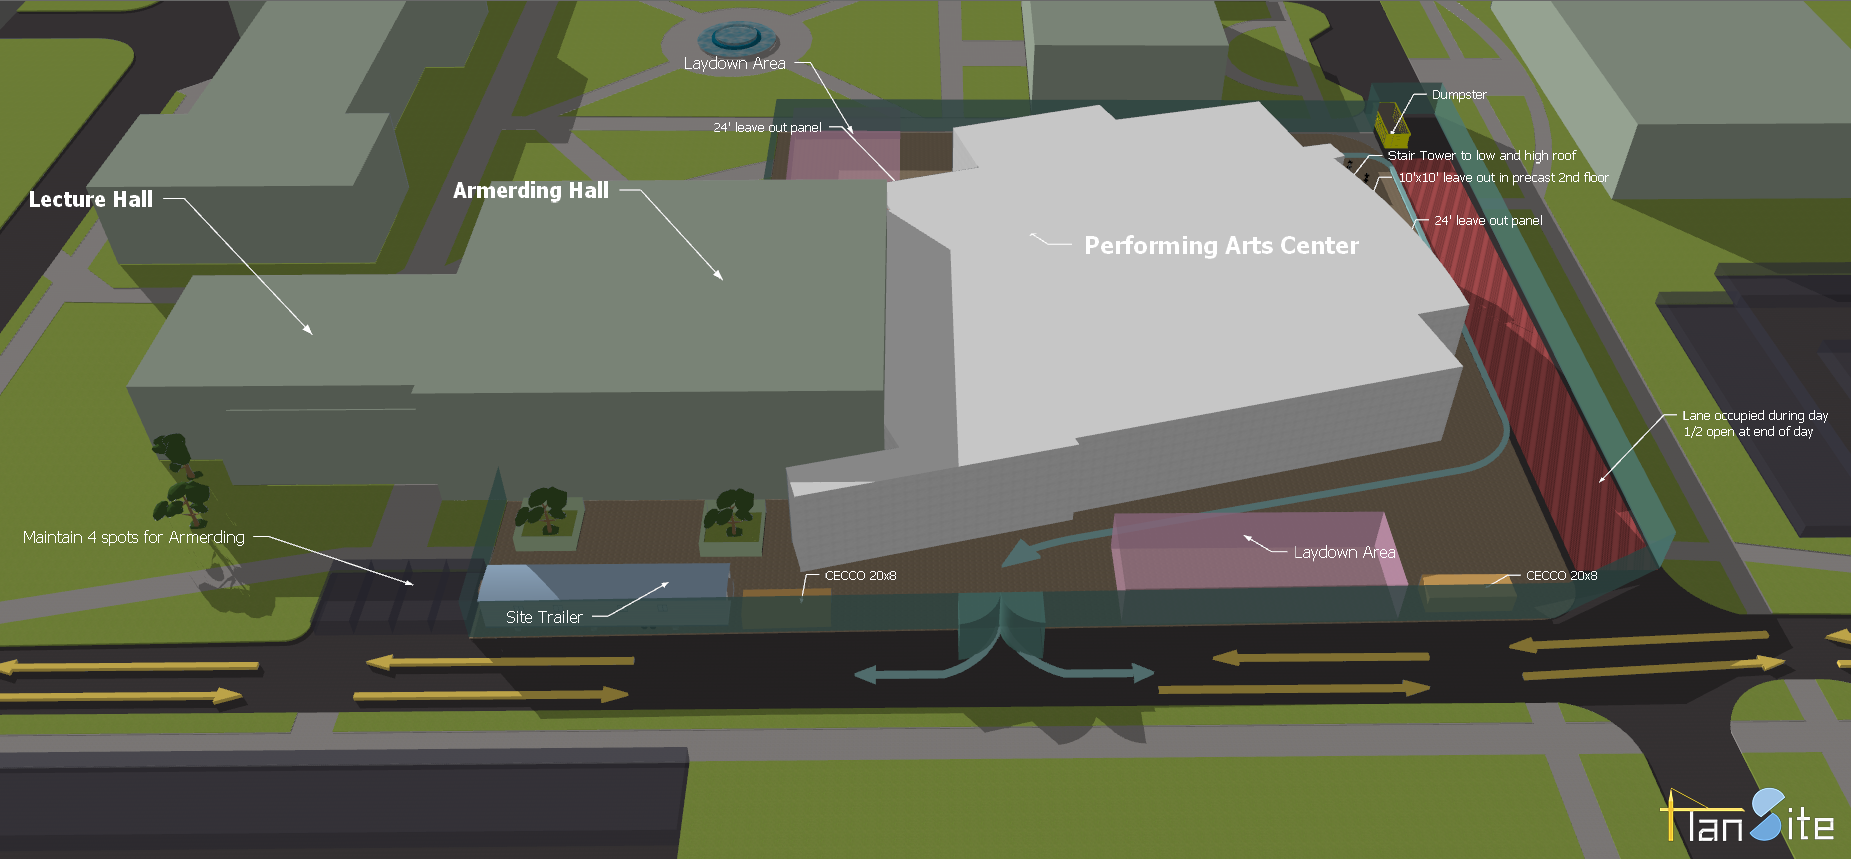 Laydown Area
Dumpster
24' leave out panel
Stair Tower to low and high roof
10'x10' leave out in precast 2nd floor
Lecture Hall
Armerding Hall
24' leave out panel
Performing Arts Center
Lane occupied during day
1/2 open at end of day
Maintain 4 spots for Armerding
Laydown Area
CECCO 20x8
CECCO 20x8
Site Trailer
PlanSite